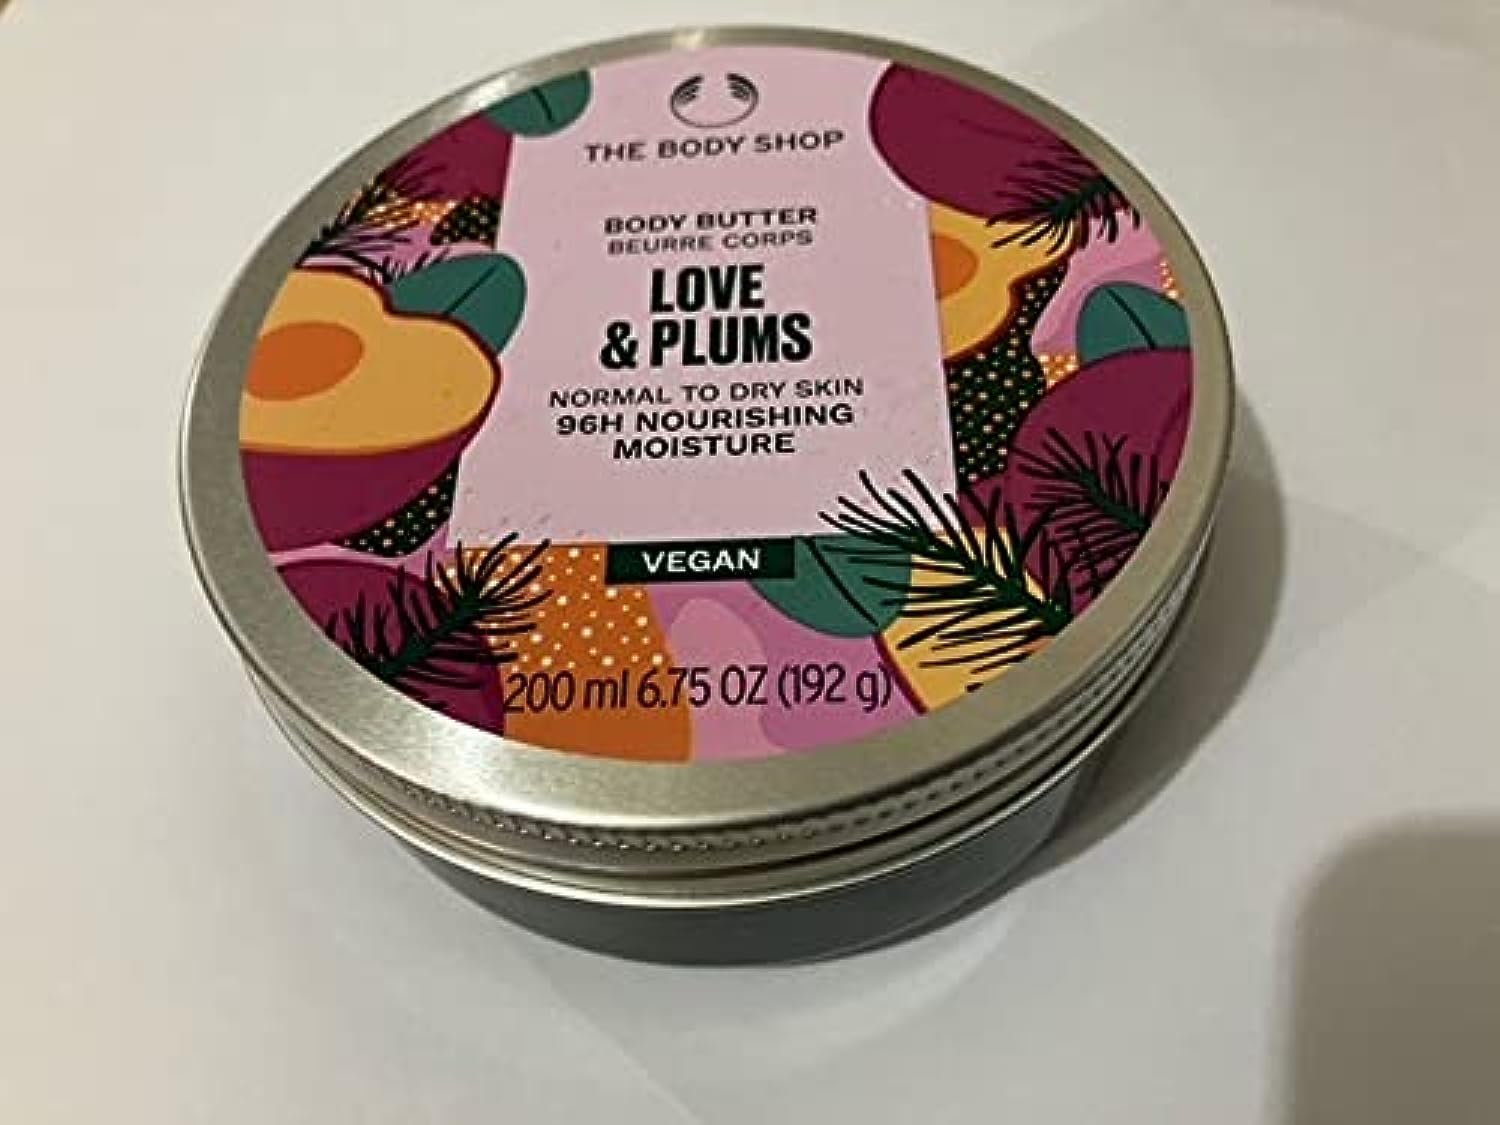 THE BODY SHOP
BODY BUTTER
BEURRE CORPS
LOVE
& PLUMS
NORMAL TO DRY SKIN
96H NOURISHING
MOISTURE
VEGAN
200 ml 6.75 OZ (192 g)